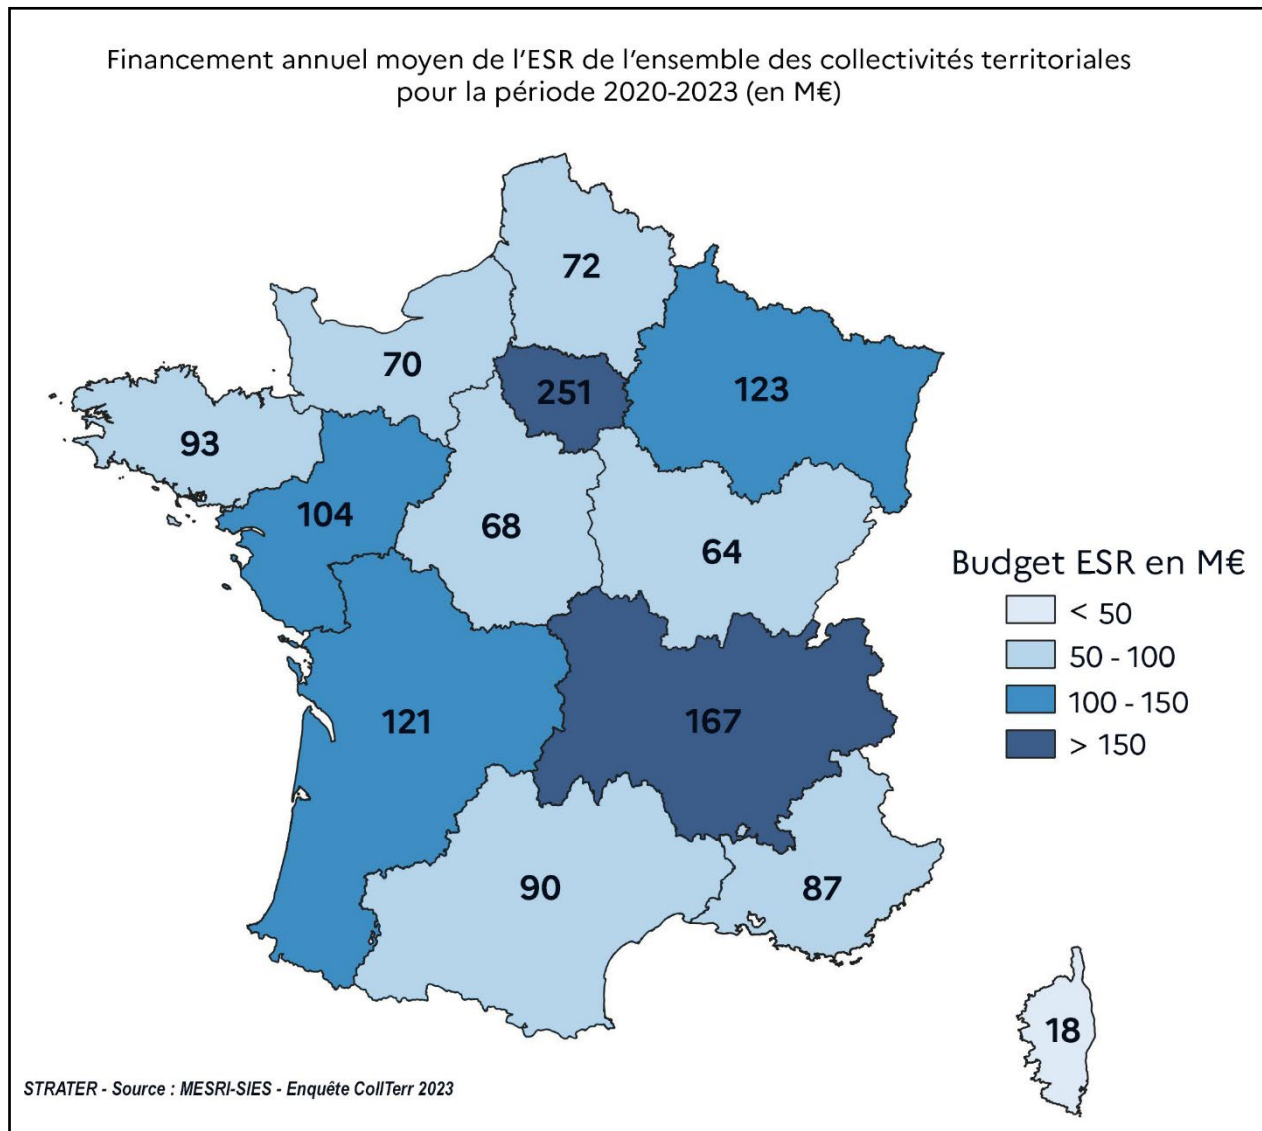 Financement annuel moyen de l'ESR de l'ensemble des collectivités territoriales
pour la période 2020-2023 (en M€)
72
70
251
123
93
104
68
64
Budget ESR en M€
< 50
50 - 100
100 - 150
> 150
121
167
90
87
18
STRATER - Source : MESRI-SIES - Enquête CollTerr 2023